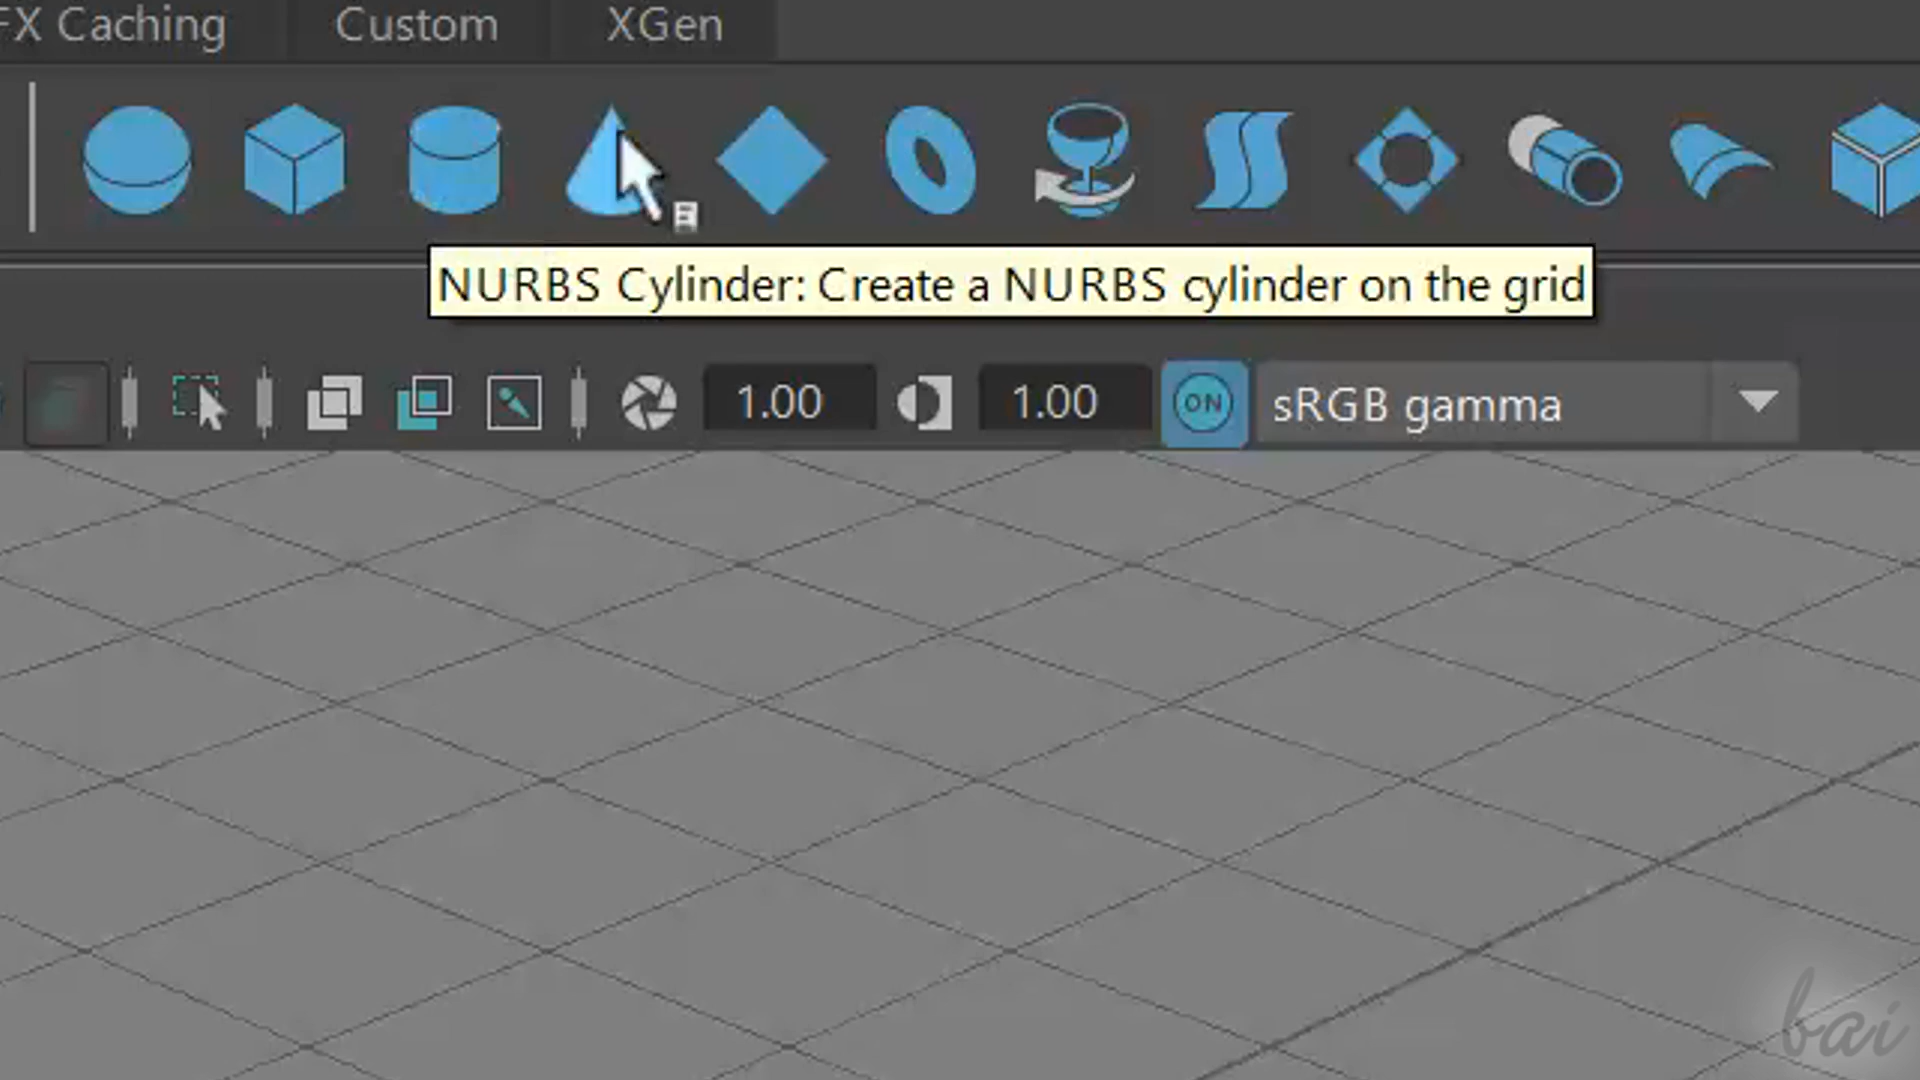 FX Caching Custom XGen
NURBS Cylinder: Create a NURBS cylinder on the grid
1.00 1.00 ON sRGB gamma
bai